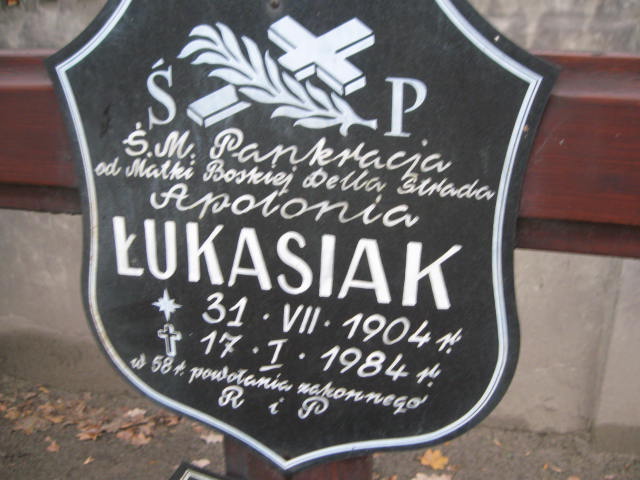 Ś P
Ś.M. Pankracja
od Matki Boskiej Della Strada
Apolonia
ŁUKASIAK
31 · VII · 1904 r.
17 · I · 1984 r.
w 58 r. powołania zakonnego
R i P